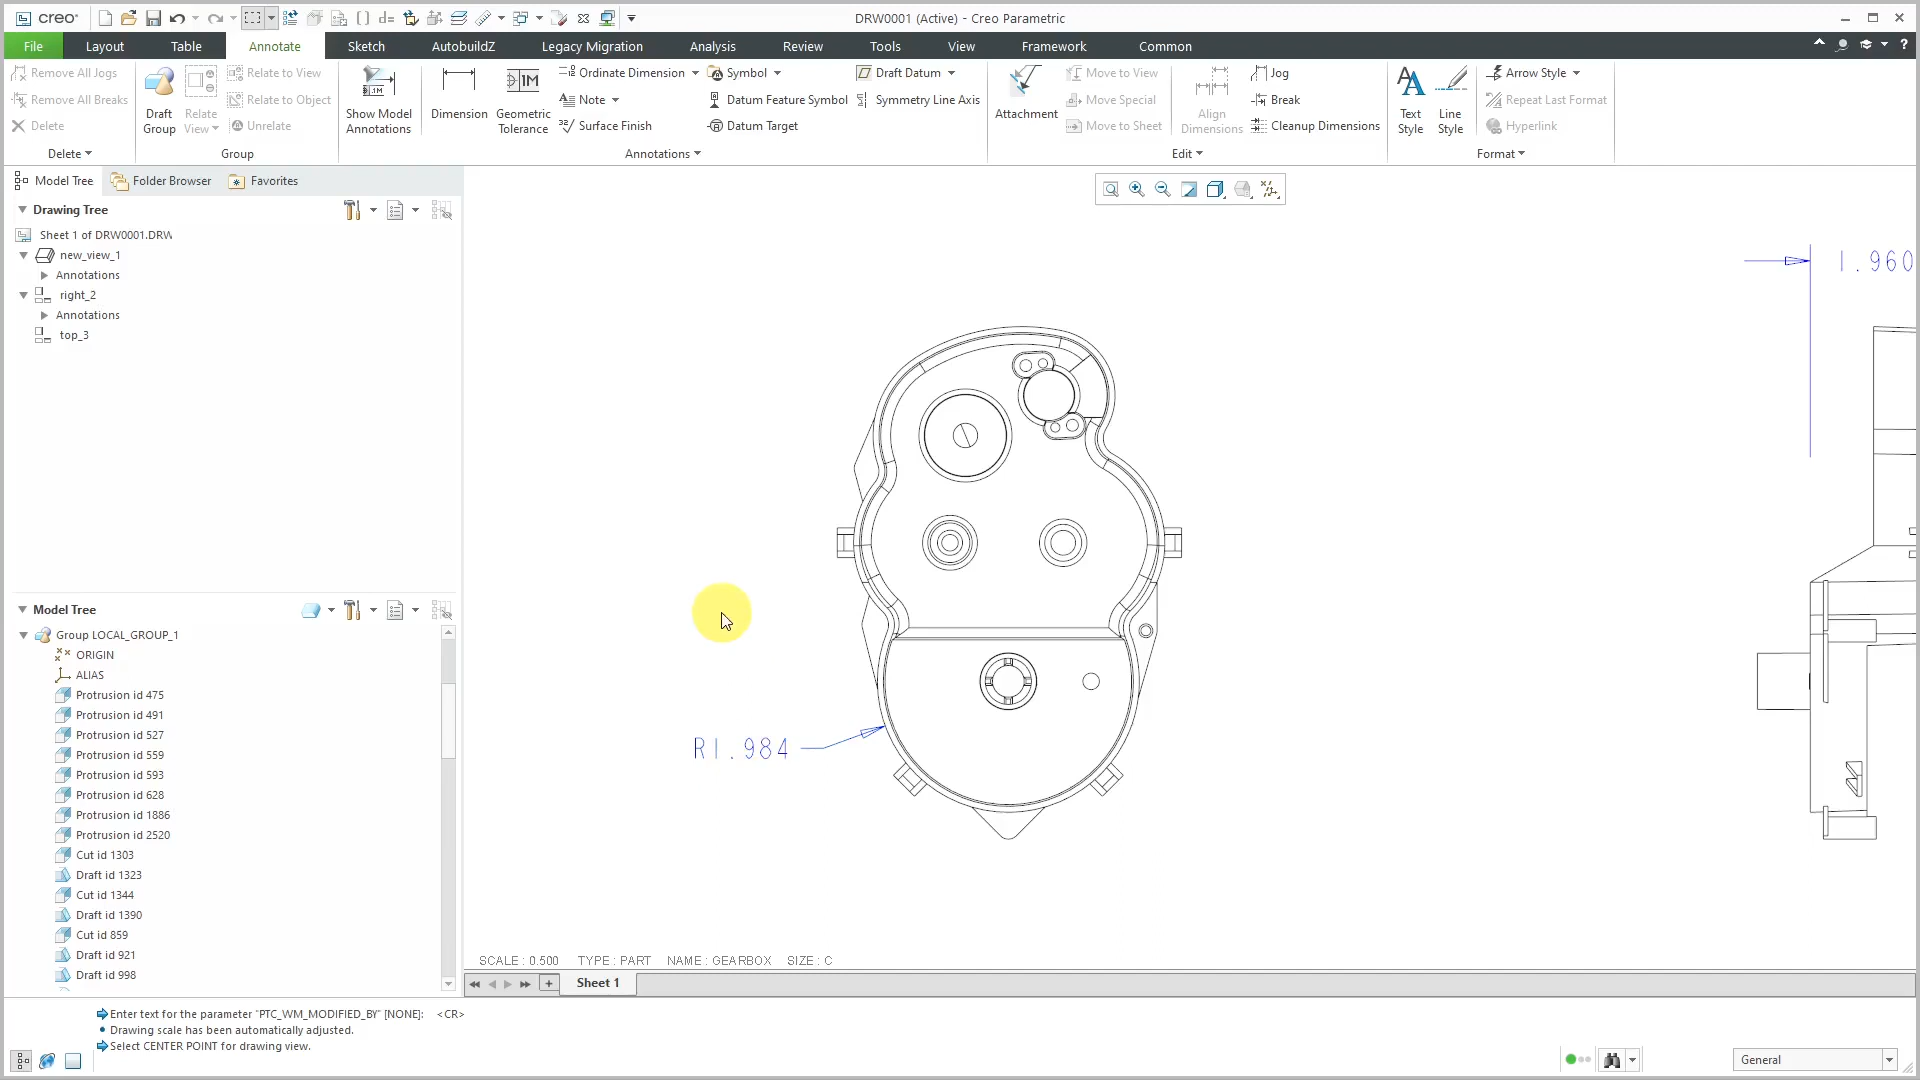 creo DRW0001 (Active) - Creo Parametric
File Layout Table Annotate Sketch AutobuildZ Legacy Migration Analysis Review Tools View Framework Common
Remove All Jogs
Remove All Breaks
Delete
Delete
Draft Group
Relate View
Relate to View
Relate to Object
Unrelate
Group
Show Model Annotations
Dimension
Geometric Tolerance
Ordinate Dimension
Note
Surface Finish
Symbol
Datum Feature Symbol
Datum Target
Draft Datum
Symmetry Line Axis
Annotations
Attachment
Move to View
Move Special
Move to Sheet
Align Dimensions
Jog
Break
Cleanup Dimensions
Edit
Text Style
Line Style
Arrow Style
Repeat Last Format
Hyperlink
Format
Model Tree Folder Browser Favorites
Drawing Tree
Sheet 1 of DRW0001.DRW
new_view_1
Annotations
right_2
Annotations
top_3
Model Tree
Group LOCAL_GROUP_1
ORIGIN
ALIAS
Protrusion id 475
Protrusion id 491
Protrusion id 527
Protrusion id 559
Protrusion id 593
Protrusion id 628
Protrusion id 1886
Protrusion id 2520
Cut id 1303
Draft id 1323
Cut id 1344
Draft id 1390
Cut id 859
Draft id 921
Draft id 998
1.960
R1.984
SCALE : 0.500 TYPE : PART NAME : GEARBOX SIZE : C
Sheet 1
Enter text for the parameter "PTC_WM_MODIFIED_BY" [NONE]: <CR>
Drawing scale has been automatically adjusted.
Select CENTER POINT for drawing view.
General